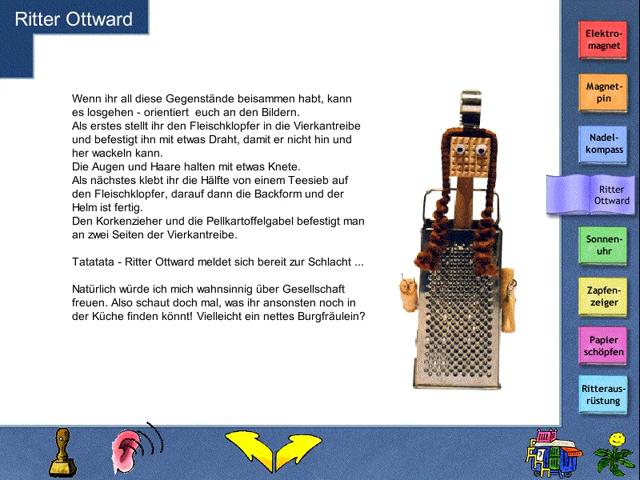 Ritter Ottward
Wenn ihr all diese Gegenstände beisammen habt, kann
es losgehen - orientiert euch an den Bildern.
Als erstes stellt ihr den Fleischklopfer in die Vierkantreibe
und befestigt ihn mit etwas Draht, damit er nicht hin und
her wackeln kann.
Die Augen und Haare halten mit etwas Knete.
Als nächstes klebt ihr die Hälfte von einem Teesieb auf
den Fleischklopfer, darauf dann die Backform und der
Helm ist fertig.
Den Korkenzieher und die Pellkartoffelgabel befestigt man
an zwei Seiten der Vierkantreibe.
Tatatata - Ritter Ottward meldet sich bereit zur Schlacht ...
Natürlich würde ich mich wahnsinnig über Gesellschaft
freuen. Also schaut doch mal, was ihr ansonsten noch in
der Küche finden könnt! Vielleicht ein nettes Burgfräulein?
Elektro-
magnet
Magnet-
pin
Nadel-
kompass
Ritter
Ottward
Sonnen-
uhr
Zapfen-
zeiger
Papier
schöpfen
Ritteraus-
rüstung